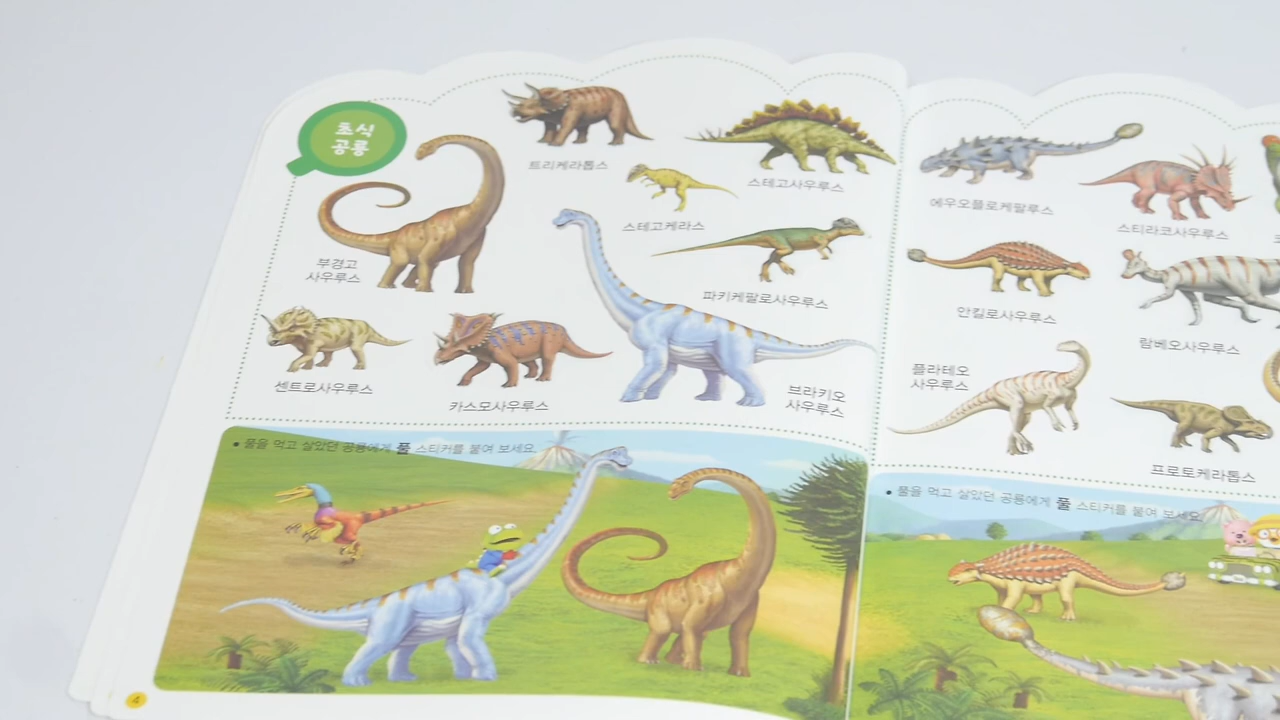 초식
공룡
트리케라톱스
스테고사우루스
스테고케라스
부경고
사우루스
파키케팔로사우루스
센트로사우루스
카스모사우루스
브라키오
사우루스
에우오플로케팔루스
스티라코사우루스
안킬로사우루스
람베오사우루스
플라테오
사우루스
프로토케라톱스
• 풀을 먹고 살았던 공룡에게 풀 스티커를 붙여 보세요.
• 풀을 먹고 살았던 공룡에게 풀 스티커를 붙여 보세요.
4